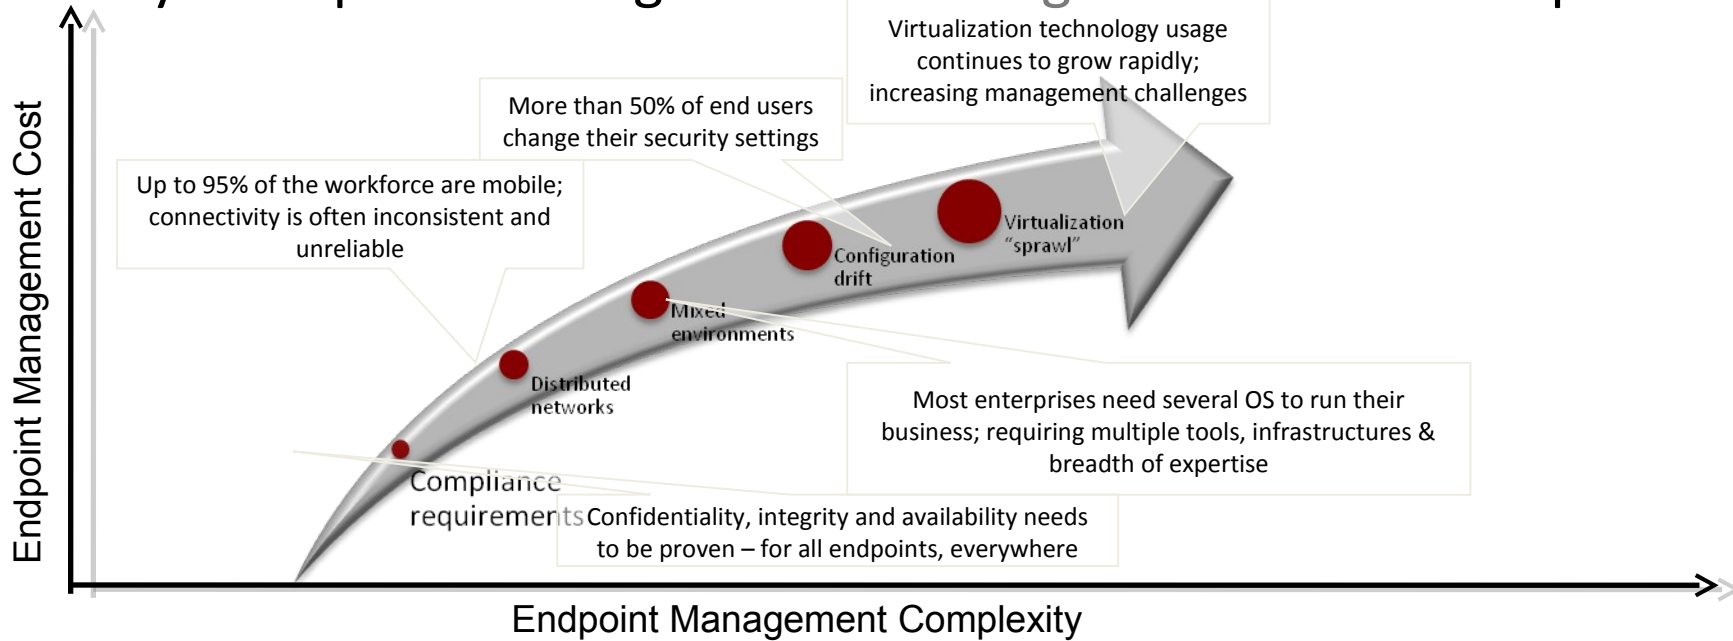 Virtualization technology usage
continues to grow rapidly;
increasing management challenges
More than 50% of end users
change their security settings
Up to 95% of the workforce are mobile;
connectivity is often inconsistent and
unreliable
Virtualization
“sprawl”
Configuration
drift
Mixed
environments
Distributed
networks
Most enterprises need several OS to run their
business; requiring multiple tools, infrastructures &
breadth of expertise
Compliance
requirements
Confidentiality, integrity and availability needs
to be proven – for all endpoints, everywhere
Endpoint Management Cost
Endpoint Management Complexity